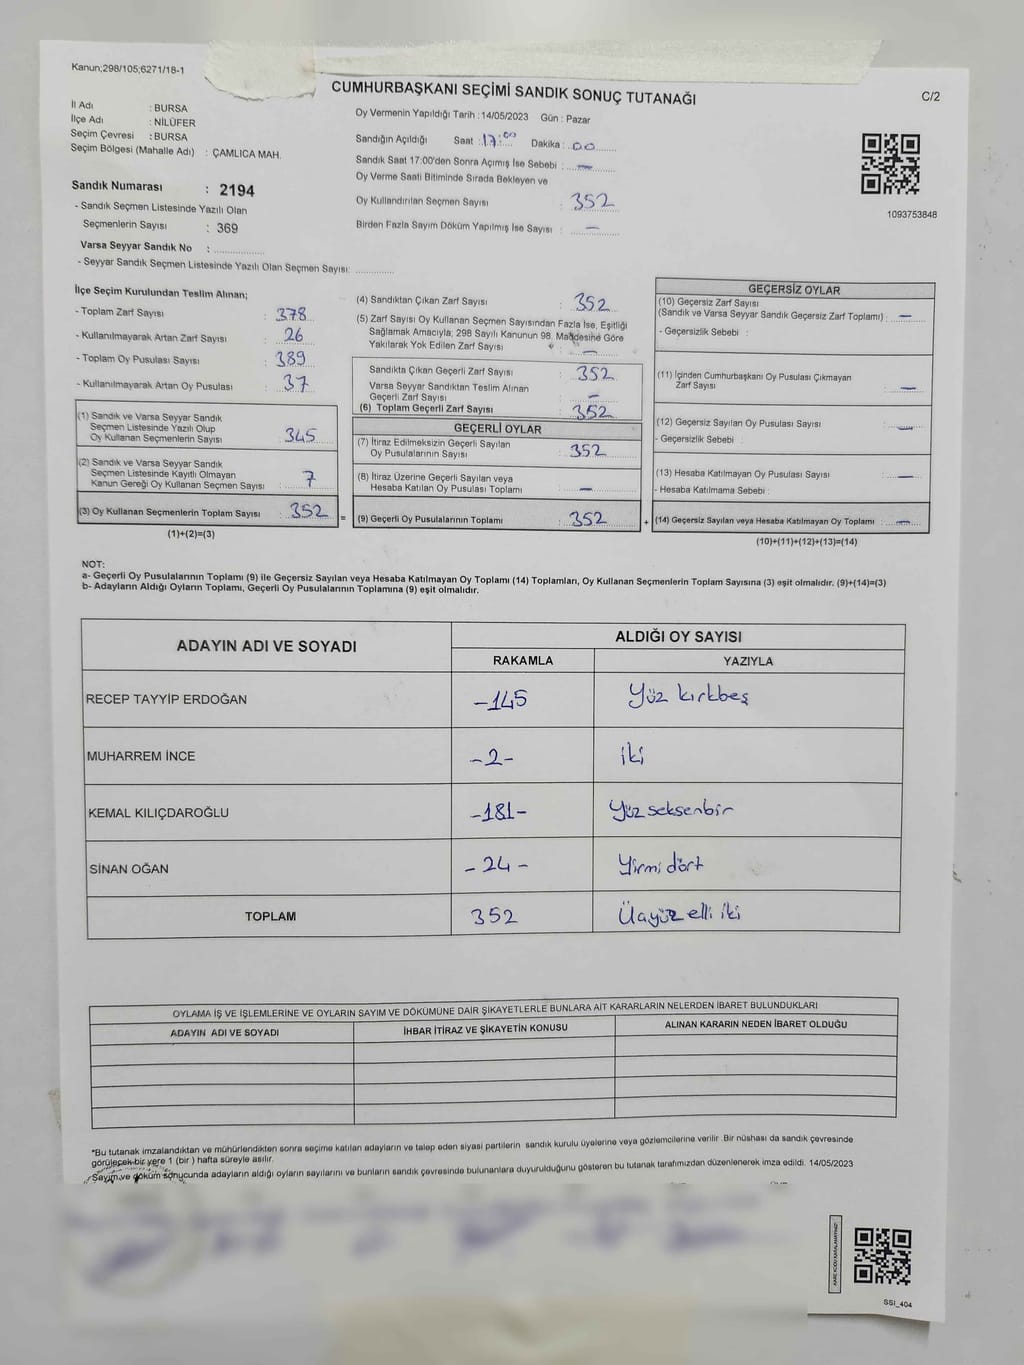 Kanun;298/105;6271/18-1
CUMHURBAŞKANI SEÇİMİ SANDIK SONUÇ TUTANAĞI
C/2
İl Adı : BURSA
İlçe Adı : NİLÜFER
Seçim Çevresi : BURSA
Seçim Bölgesi (Mahalle Adı) : ÇAMLICA MAH.
Sandık Numarası : 2194
- Sandık Seçmen Listesinde Yazılı Olan
Seçmenlerin Sayısı : 369
Varsa Seyyar Sandık No : ..............
- Seyyar Sandık Seçmen Listesinde Yazılı Olan Seçmen Sayısı: ............
Oy Vermenin Yapıldığı Tarih : 14/05/2023 Gün : Pazar
Sandığın Açıldığı Saat : 17:00 Dakika : 00
Sandık Saat 17:00'den Sonra Açımış İse Sebebi : —
Oy Verme Saati Bitiminde Sırada Bekleyen ve
Oy Kullandırılan Seçmen Sayısı : 352
Birden Fazla Sayım Döküm Yapılmış İse Sayısı : —
1093753848
İlçe Seçim Kurulundan Teslim Alınan;
- Toplam Zarf Sayısı : 378
- Kullanılmayarak Artan Zarf Sayısı : 26
- Toplam Oy Pusulası Sayısı : 389
- Kullanılmayarak Artan Oy Pusulası : 37
(1) Sandık ve Varsa Seyyar Sandık
Seçmen Listesinde Yazılı Olup
Oy Kullanan Seçmenlerin Sayısı : 345
(2) Sandık ve Varsa Seyyar Sandık
Seçmen Listesinde Kayıtlı Olmayan
Kanun Gereği Oy Kullanan Seçmen Sayısı : 7
(3) Oy Kullanan Seçmenlerin Toplam Sayısı : 352
(1)+(2)=(3)
(4) Sandıktan Çıkan Zarf Sayısı : 352
(5) Zarf Sayısı Oy Kullanan Seçmen Sayısından Fazla İse, Eşitliği
Sağlamak Amacıyla, 298 Sayılı Kanunun 98. Maddesine Göre
Yakılarak Yok Edilen Zarf Sayısı : —
Sandıkta Çıkan Geçerli Zarf Sayısı : 352
Varsa Seyyar Sandıktan Teslim Alınan
Geçerli Zarf Sayısı : —
(6) Toplam Geçerli Zarf Sayısı : 352
GEÇERLİ OYLAR
(7) İtiraz Edilmeksizin Geçerli Sayılan
Oy Pusulalarının Sayısı : 352
(8) İtiraz Üzerine Geçerli Sayılan veya
Hesaba Katılan Oy Pusulası Toplamı : —
= (9) Geçerli Oy Pusulalarının Toplamı : 352
GEÇERSİZ OYLAR
(10) Geçersiz Zarf Sayısı
(Sandık ve Varsa Seyyar Sandık Geçersiz Zarf Toplamı) : —
- Geçersizlik Sebebi :
(11) İçinden Cumhurbaşkanı Oy Pusulası Çıkmayan
Zarf Sayısı : —
(12) Geçersiz Sayılan Oy Pusulası Sayısı : —
- Geçersizlik Sebebi :
(13) Hesaba Katılmayan Oy Pusulası Sayısı : —
- Hesaba Katılmama Sebebi :
+ (14) Geçersiz Sayılan veya Hesaba Katılmayan Oy Toplamı : —
(10)+(11)+(12)+(13)=(14)
NOT:
a- Geçerli Oy Pusulalarının Toplamı (9) ile Geçersiz Sayılan veya Hesaba Katılmayan Oy Toplamı (14) Toplamları, Oy Kullanan Seçmenlerin Toplam Sayısına (3) eşit olmalıdır. (9)+(14)=(3)
b- Adayların Aldığı Oyların Toplamı, Geçerli Oy Pusulalarının Toplamına (9) eşit olmalıdır.
ADAYIN ADI VE SOYADI ALDIĞI OY SAYISI
RAKAMLA YAZIYLA
RECEP TAYYİP ERDOĞAN -145 Yüz kırkbeş
MUHARREM İNCE -2- iki
KEMAL KILIÇDAROĞLU -181- Yüz seksenbir
SİNAN OĞAN -24- Yirmi dört
TOPLAM 352 Üçyüz elli iki
OYLAMA İŞ VE İŞLEMLERİNE VE OYLARIN SAYIM VE DÖKÜMÜNE DAİR ŞİKAYETLERLE BUNLARA AİT KARARLARIN NELERDEN İBARET BULUNDUKLARI
ADAYIN ADI VE SOYADI İHBAR İTİRAZ VE ŞİKAYETİN KONUSU ALINAN KARARIN NEDEN İBARET OLDUĞU
*Bu tutanak imzalandıktan ve mühürlendikten sonra seçime katılan adayların ve talep eden siyasi partilerin sandık kurulu üyelerine veya gözlemcilerine verilir .Bir nüshası da sandık çevresinde
görülecek bir yere 1 (bir ) hafta süreyle asılır.
Sayım ve döküm sonucunda adayların aldığı oyların sayılarını ve bunların sandık çevresinde bulunanlara duyurulduğunu gösteren bu tutanak tarafımızdan düzenlenerek imza edildi. 14/05/2023
SSİ_404